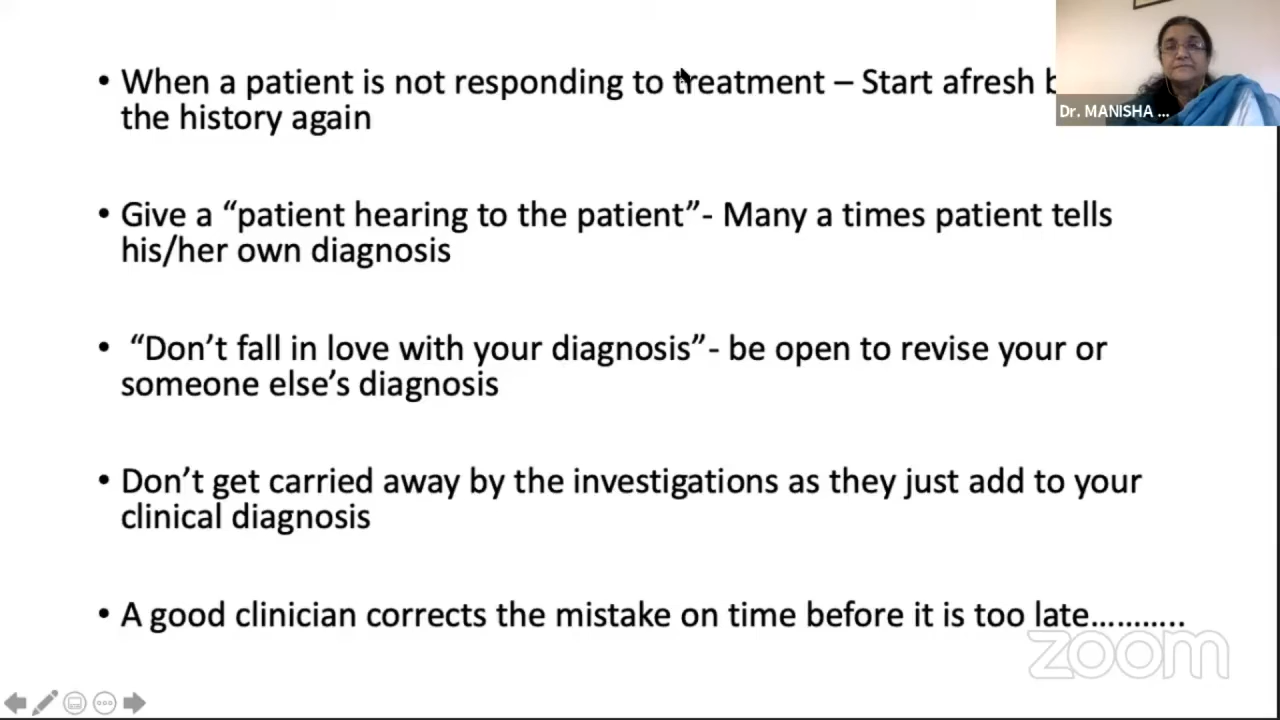 • When a patient is not responding to treatment – Start afresh
the history again
• Give a “patient hearing to the patient”- Many a times patient tells
his/her own diagnosis
• “Don’t fall in love with your diagnosis”- be open to revise your or
someone else’s diagnosis
• Don’t get carried away by the investigations as they just add to your
clinical diagnosis
• A good clinician corrects the mistake on time before it is too late………..
Dr. MANISHA ...
zoom